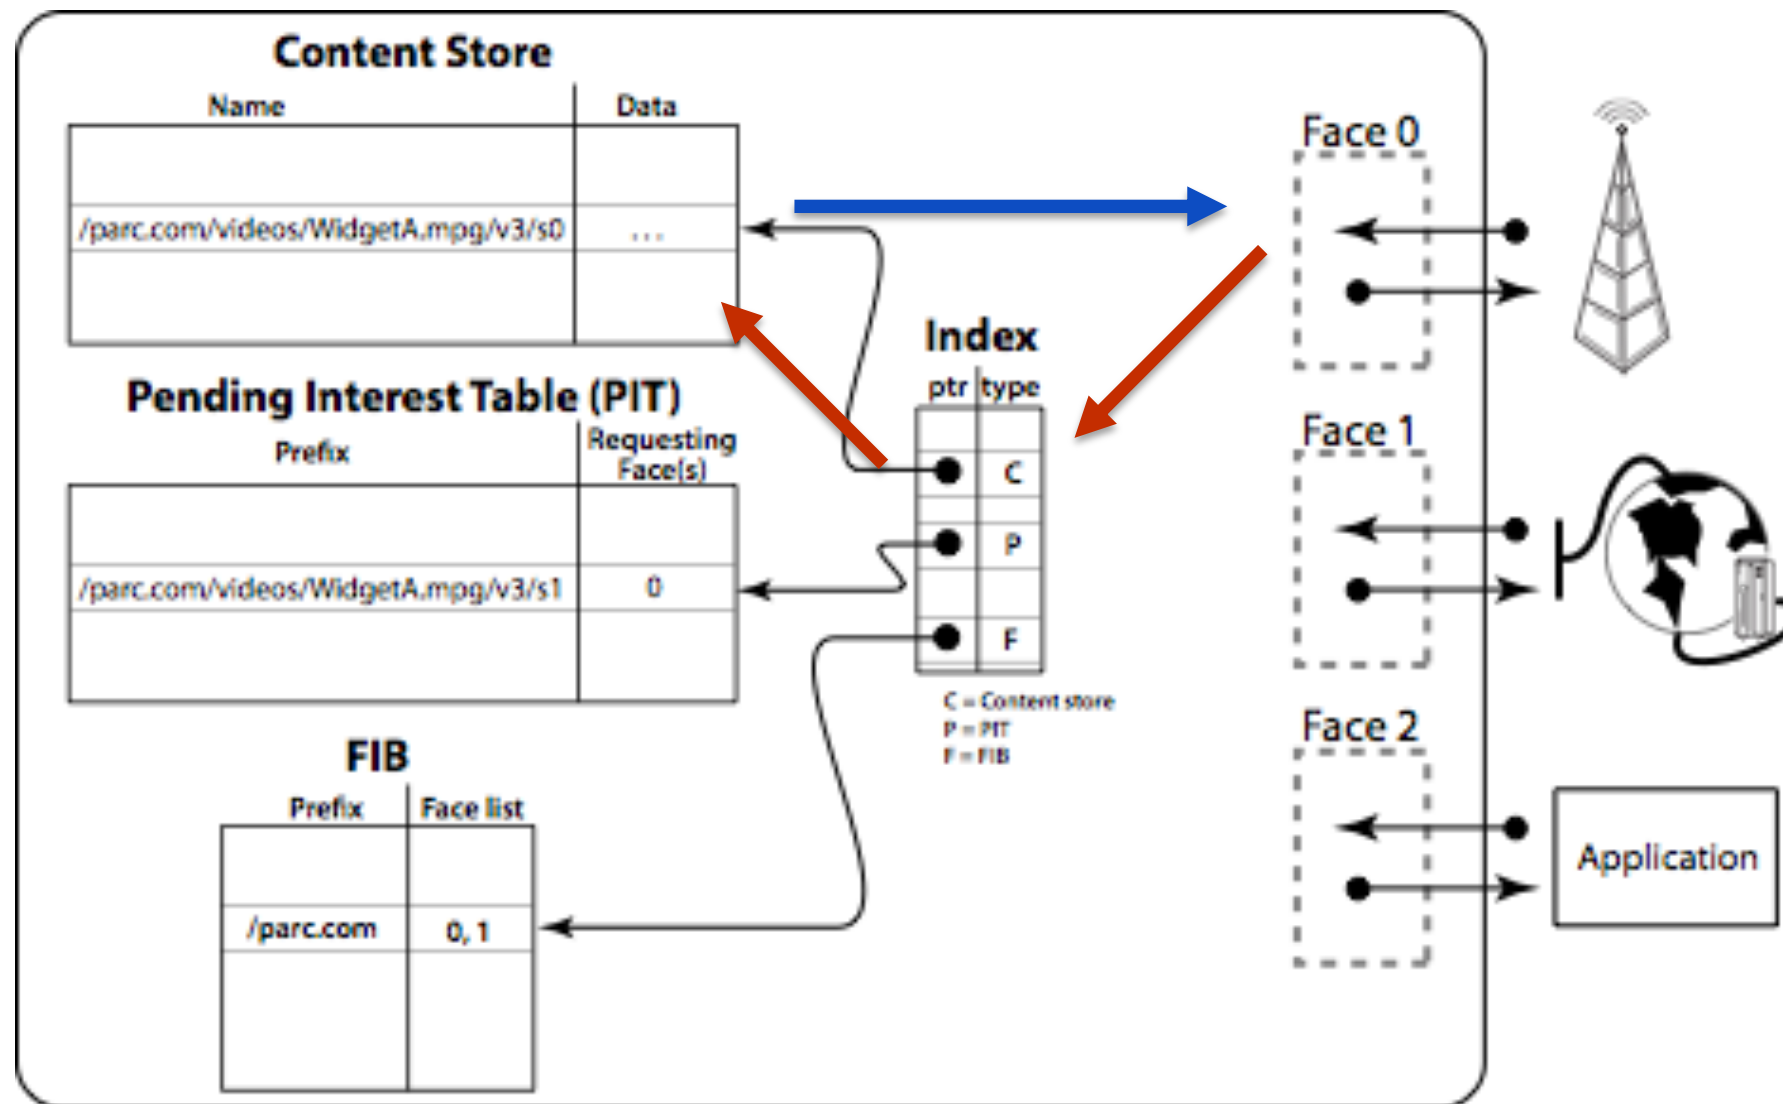 Content Store
Name Data
/parc.com/videos/WidgetA.mpg/v3/s0 ...
Pending Interest Table (PIT)
Prefix Requesting
Face(s)
/parc.com/videos/WidgetA.mpg/v3/s1 0
FIB
Prefix Face list
/parc.com 0, 1
Index
ptr type
C
P
F
C = Content store
P = PIT
F = FIB
Face 0
Face 1
Face 2
Application